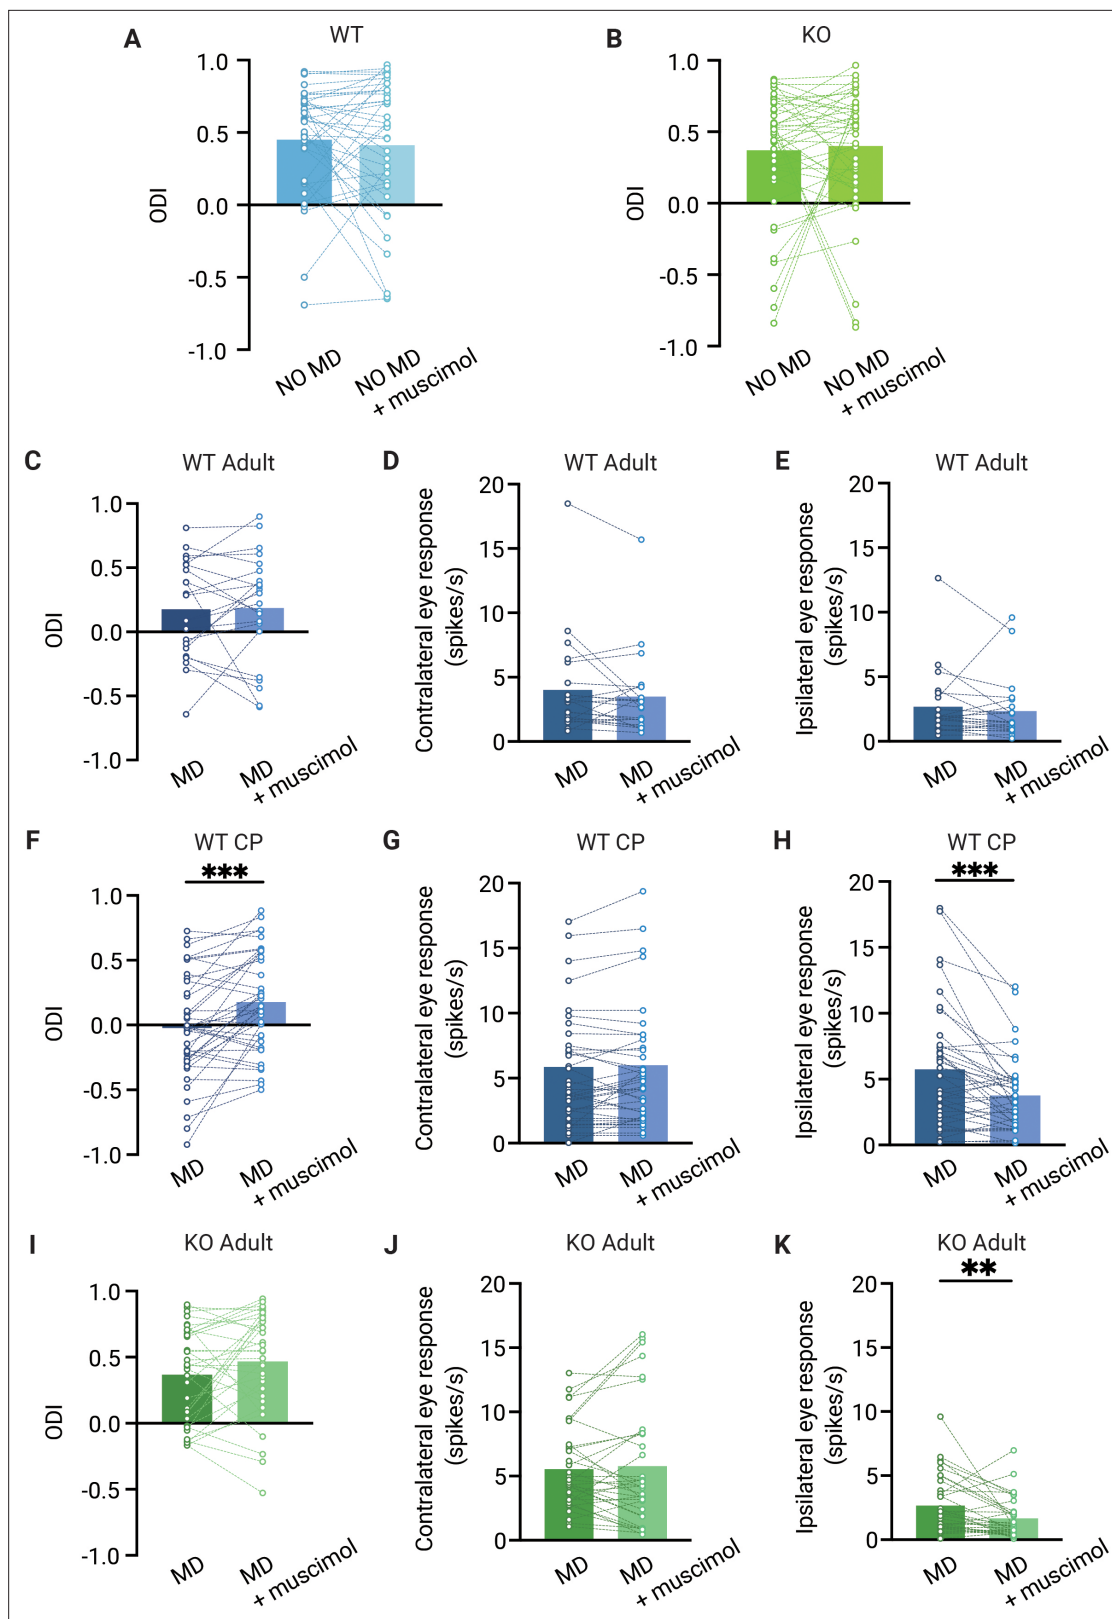 A
WT
ODI
1.0
0.5
0.0
-0.5
-1.0
NO MD
NO MD
+ muscimol
B
KO
ODI
1.0
0.5
0.0
-0.5
-1.0
NO MD
NO MD
+ muscimol
C
WT Adult
ODI
1.0
0.5
0.0
-0.5
-1.0
MD
MD
+ muscimol
D
WT Adult
Contralateral eye response
(spikes/s)
20
15
10
5
0
MD
MD
+ muscimol
E
WT Adult
Ipsilateral eye response
(spikes/s)
20
15
10
5
0
MD
MD
+ muscimol
F
WT CP
***
ODI
1.0
0.5
0.0
-0.5
-1.0
MD
MD
+ muscimol
G
WT CP
Contralateral eye response
(spikes/s)
20
15
10
5
0
MD
MD
+ muscimol
H
WT CP
***
Ipsilateral eye response
(spikes/s)
20
15
10
5
0
MD
MD
+ muscimol
I
KO Adult
ODI
1.0
0.5
0.0
-0.5
-1.0
MD
MD
+ muscimol
J
KO Adult
Contralateral eye response
(spikes/s)
20
15
10
5
0
MD
MD
+ muscimol
K
KO Adult
**
Ipsilateral eye response
(spikes/s)
20
15
10
5
0
MD
MD
+ muscimol